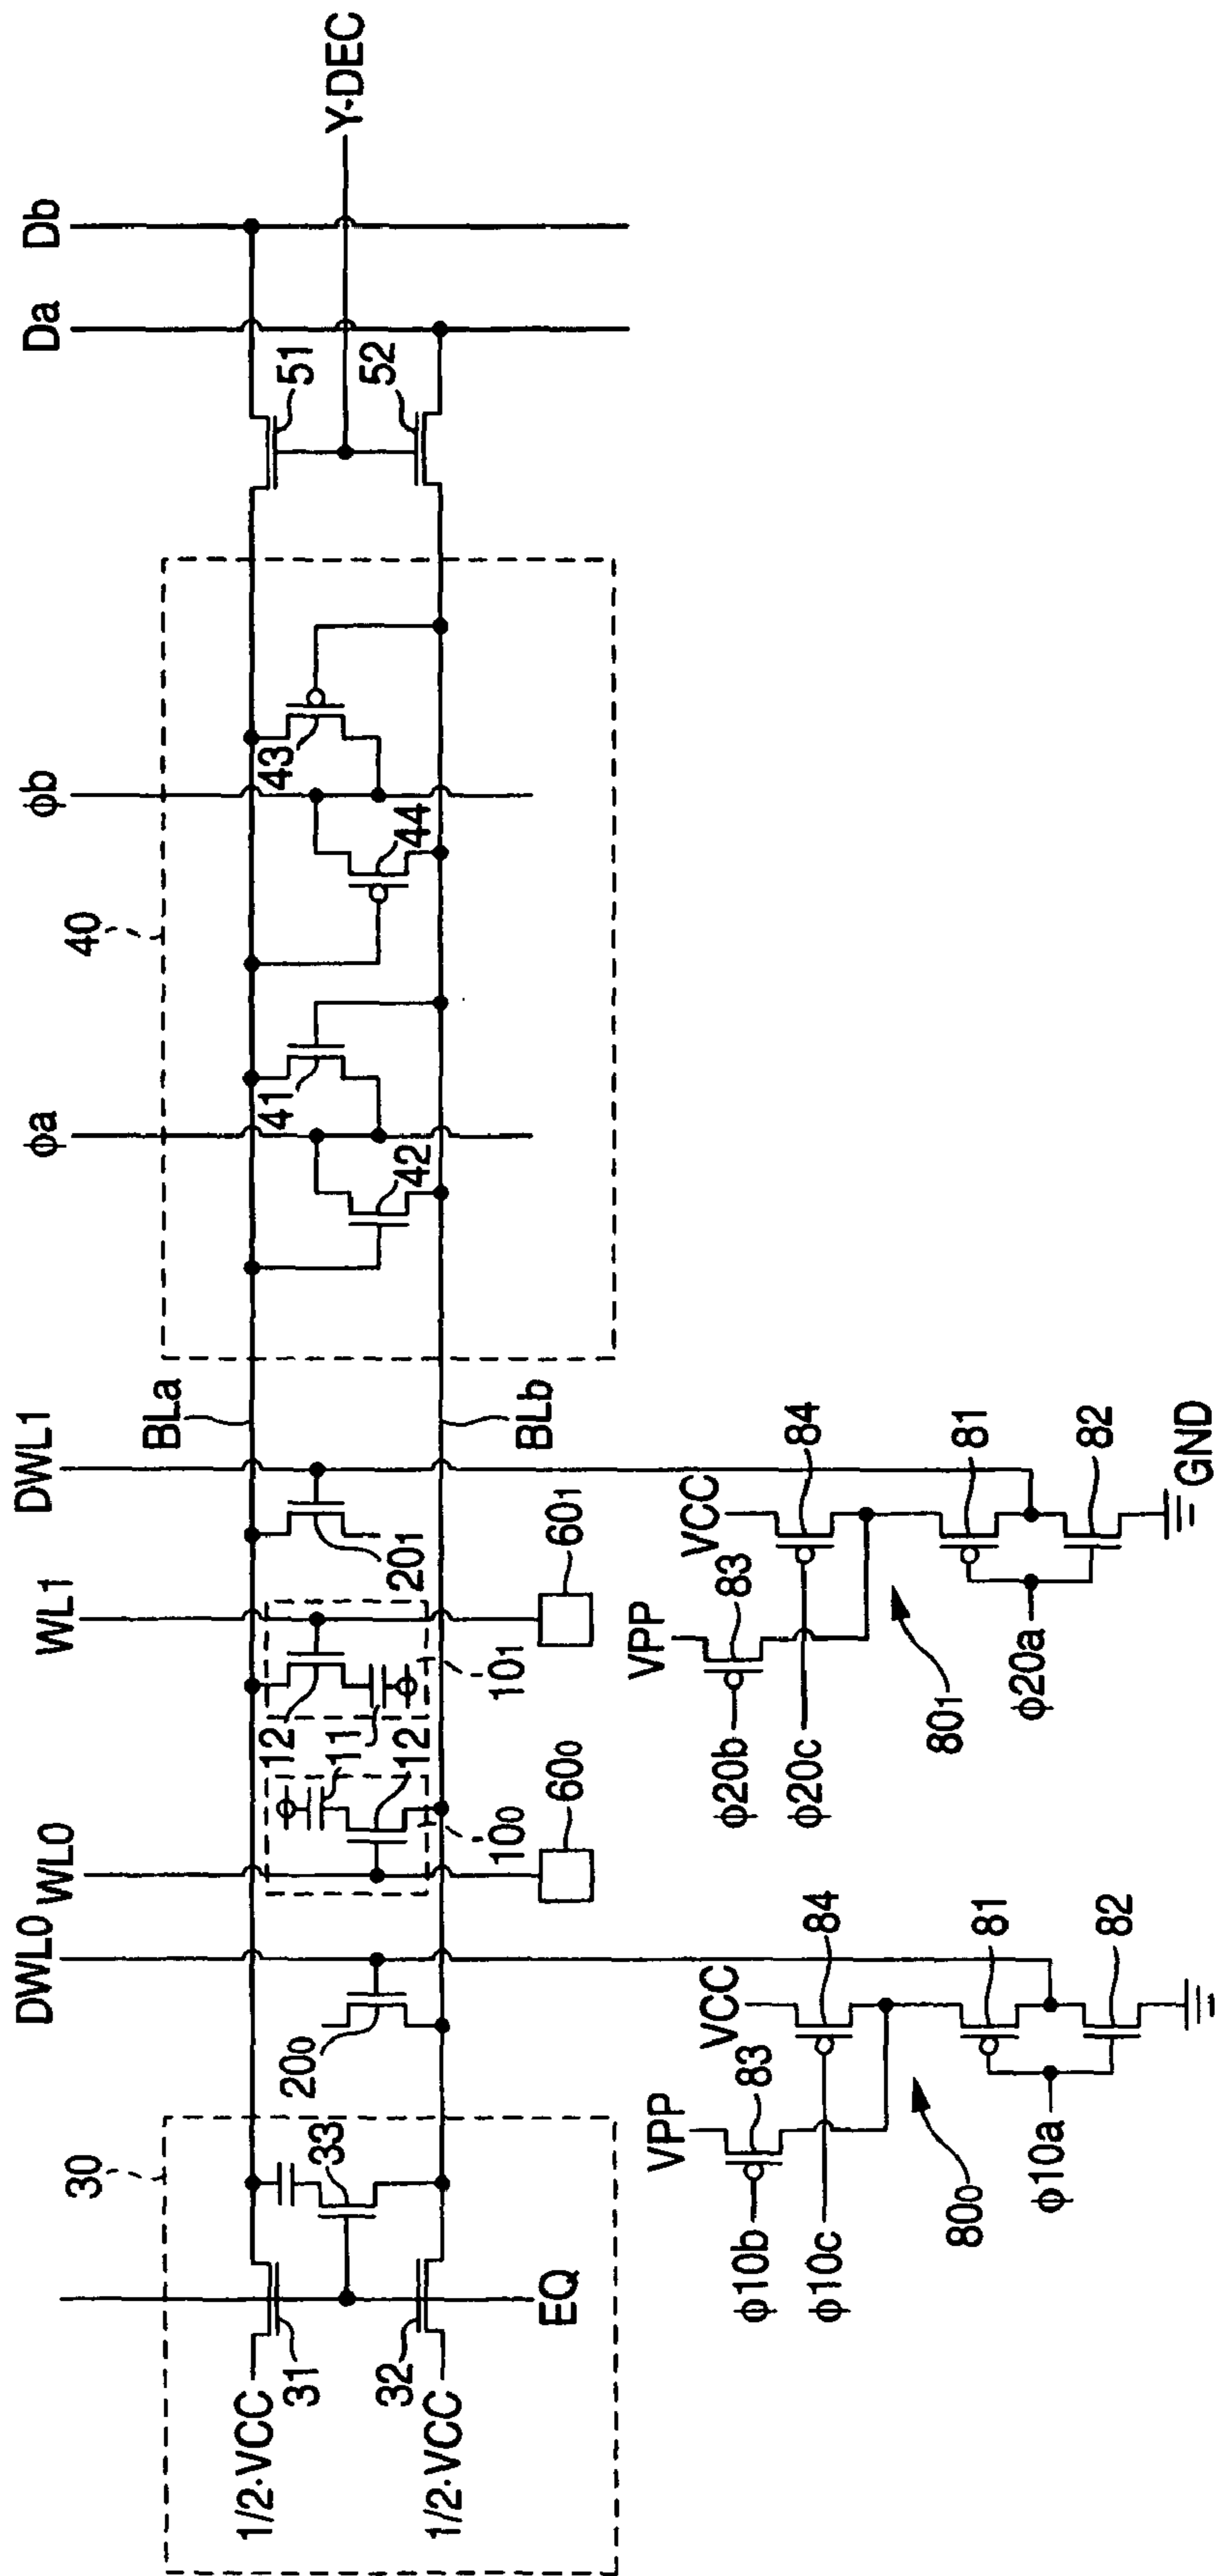 DWL0
WL0
WL1
DWL1
φa
φb
Da
Db
30
40
BLa
BLb
1/2·VCC
1/2·VCC
31
32
33
EQ
20₀
12
11
10₀
12
11
10₁
20₁
60₀
60₁
42
41
44
43
51
52
Y-DEC
VPP
VCC
83
84
φ10b
φ10c
80₀
81
φ10a
82
VPP
VCC
83
84
φ20b
φ20c
80₁
81
φ20a
82
GND